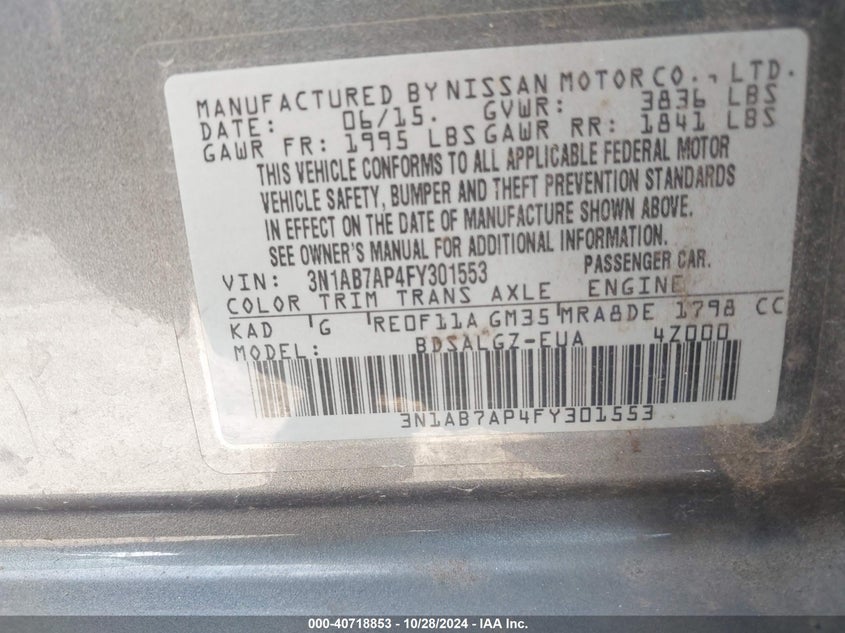 MANUFACTURED BY NISSAN MOTOR CO., LTD.
DATE: 06/15. GVWR: 3836 LBS
GAWR FR: 1995 LBS GAWR RR: 1841 LBS
THIS VEHICLE CONFORMS TO ALL APPLICABLE FEDERAL MOTOR
VEHICLE SAFETY, BUMPER AND THEFT PREVENTION STANDARDS
IN EFFECT ON THE DATE OF MANUFACTURE SHOWN ABOVE.
SEE OWNER'S MANUAL FOR ADDITIONAL INFORMATION.
VIN: 3N1AB7AP4FY301553 PASSENGER CAR.
COLOR TRIM TRANS AXLE ENGINE
KAD G RE0F11A GM35 MRA8DE 1798 CC
MODEL: BDSALGZ-EUA 4Z000
3N1AB7AP4FY301553
000-40718853 - 10/28/2024 - IAA Inc.